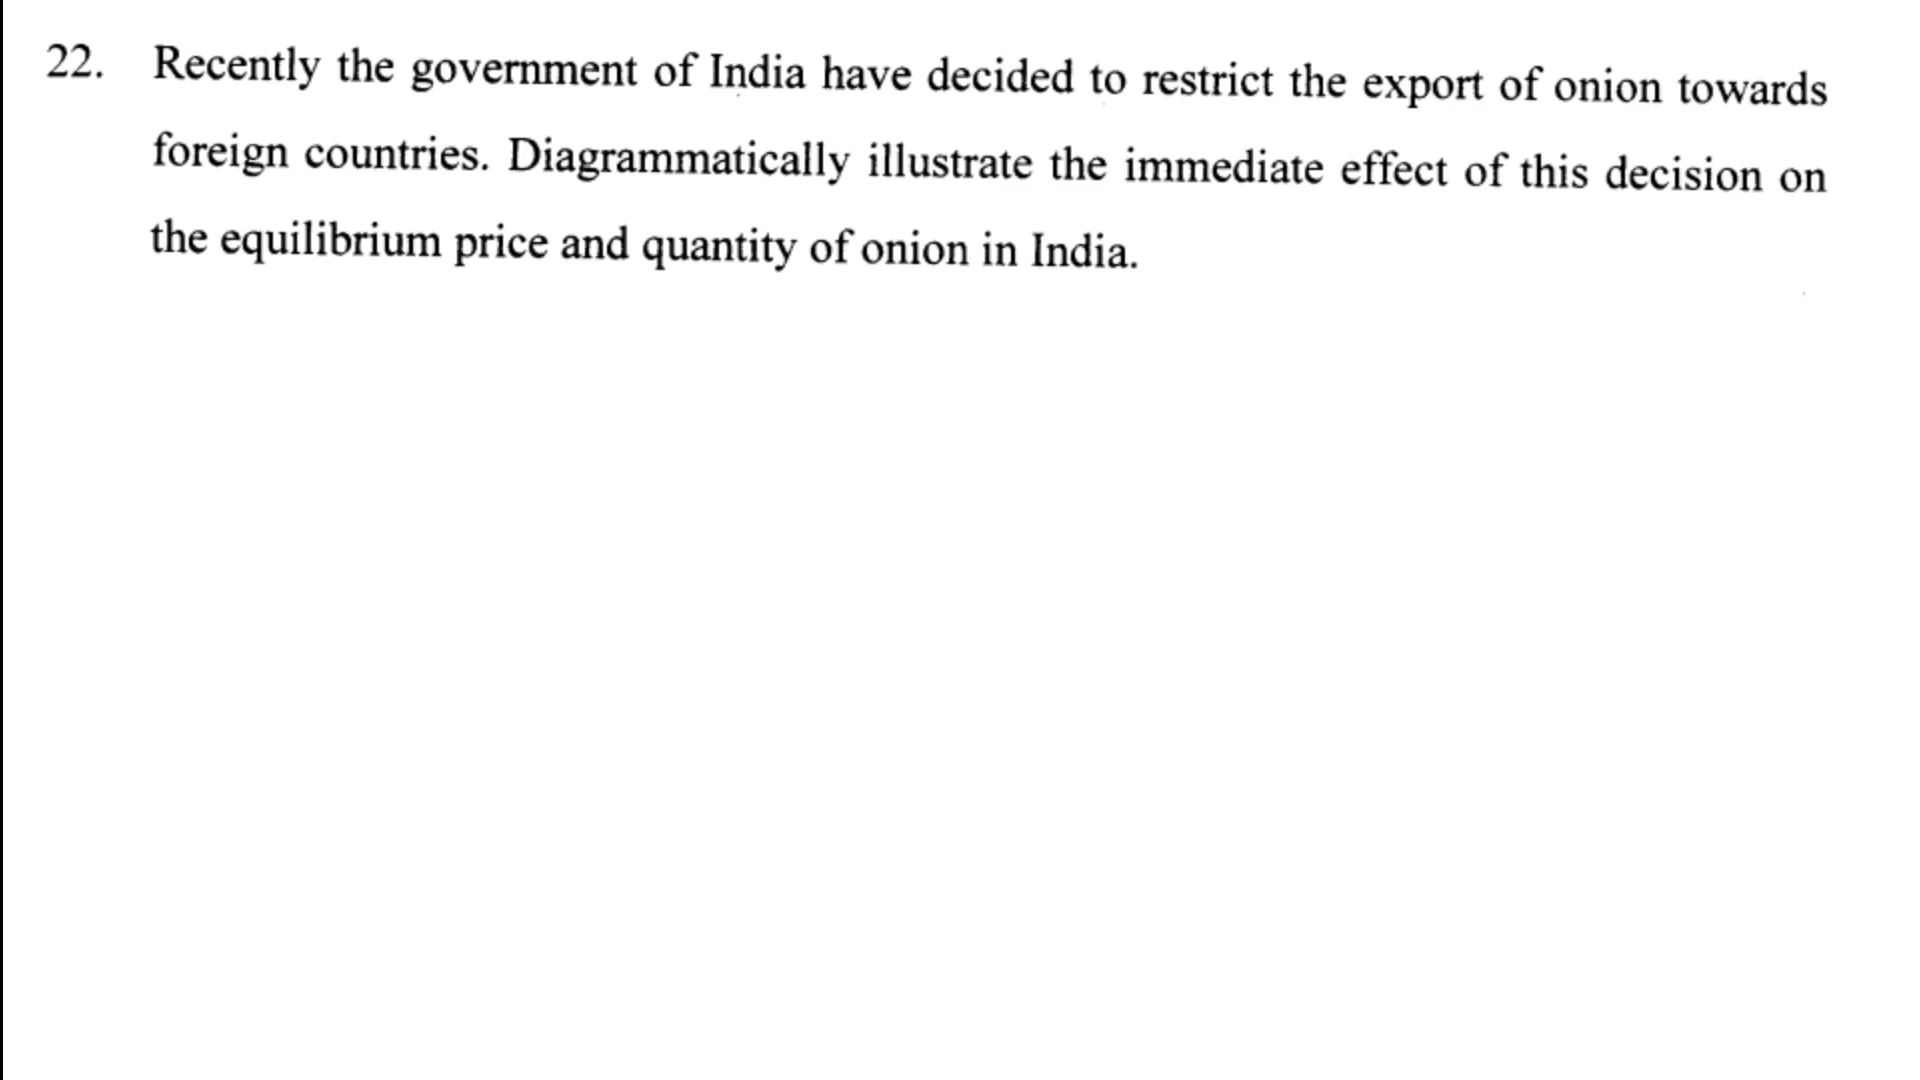 22. Recently the government of India have decided to restrict the export of onion towards
foreign countries. Diagrammatically illustrate the immediate effect of this decision on
the equilibrium price and quantity of onion in India.